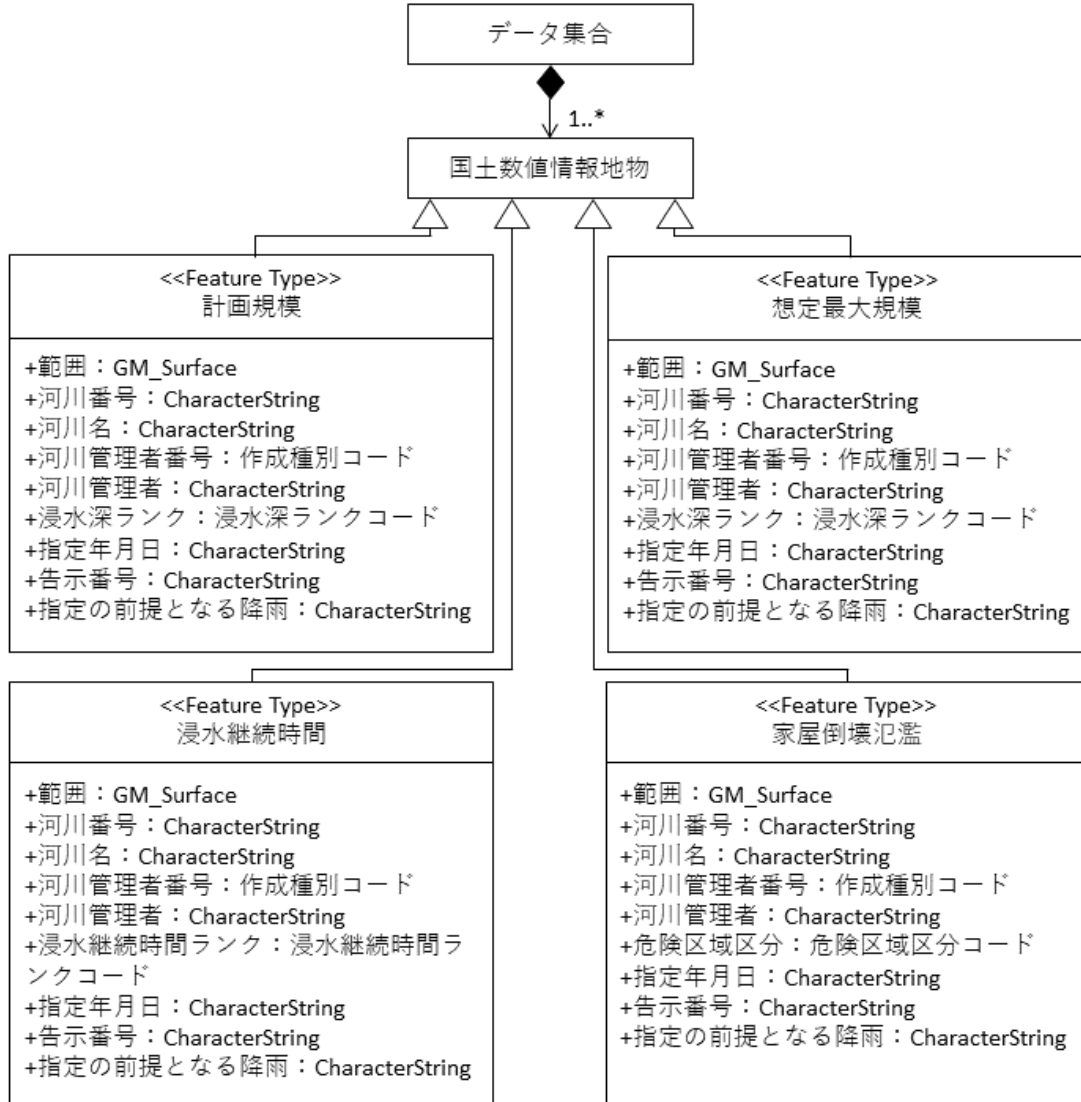 データ集合
1..*
国土数値情報地物
<<Feature Type>>
計画規模
+範囲：GM_Surface
+河川番号：CharacterString
+河川名：CharacterString
+河川管理者番号：作成種別コード
+河川管理者：CharacterString
+浸水深ランク：浸水深ランクコード
+指定年月日：CharacterString
+告示番号：CharacterString
+指定の前提となる降雨：CharacterString
<<Feature Type>>
想定最大規模
+範囲：GM_Surface
+河川番号：CharacterString
+河川名：CharacterString
+河川管理者番号：作成種別コード
+河川管理者：CharacterString
+浸水深ランク：浸水深ランクコード
+指定年月日：CharacterString
+告示番号：CharacterString
+指定の前提となる降雨：CharacterString
<<Feature Type>>
浸水継続時間
+範囲：GM_Surface
+河川番号：CharacterString
+河川名：CharacterString
+河川管理者番号：作成種別コード
+河川管理者：CharacterString
+浸水継続時間ランク：浸水継続時間ラ
ンクコード
+指定年月日：CharacterString
+告示番号：CharacterString
+指定の前提となる降雨：CharacterString
<<Feature Type>>
家屋倒壊氾濫
+範囲：GM_Surface
+河川番号：CharacterString
+河川名：CharacterString
+河川管理者番号：作成種別コード
+河川管理者：CharacterString
+危険区域区分：危険区域区分コード
+指定年月日：CharacterString
+告示番号：CharacterString
+指定の前提となる降雨：CharacterString